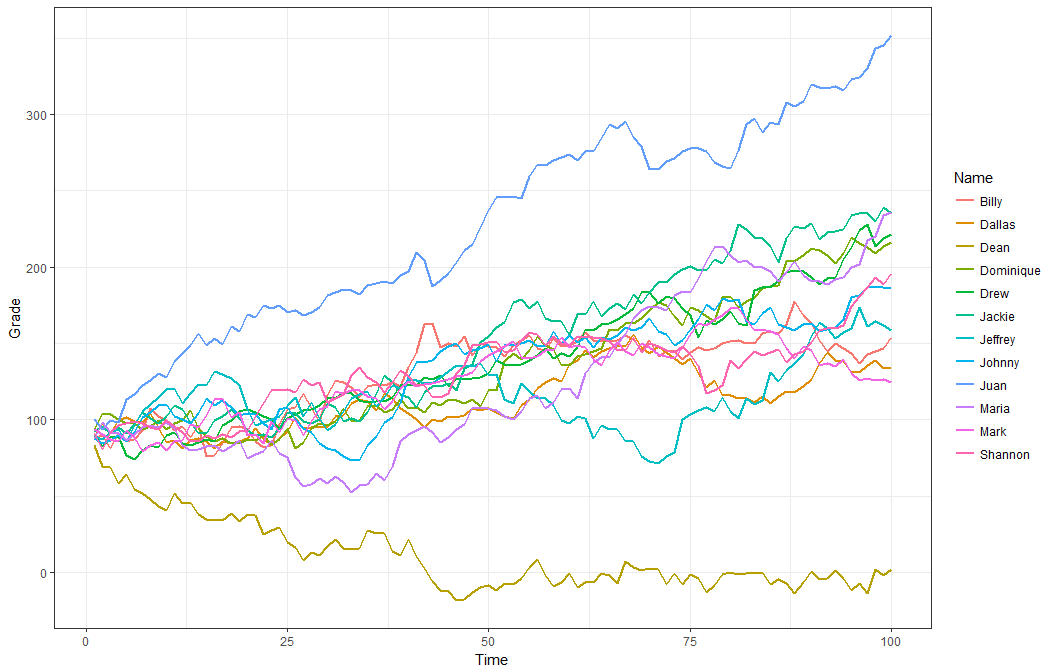 Grade
300
200
100
0
0
25
50
75
100
Time
Name
Billy
Dallas
Dean
Dominique
Drew
Jackie
Jeffrey
Johnny
Juan
Maria
Mark
Shannon